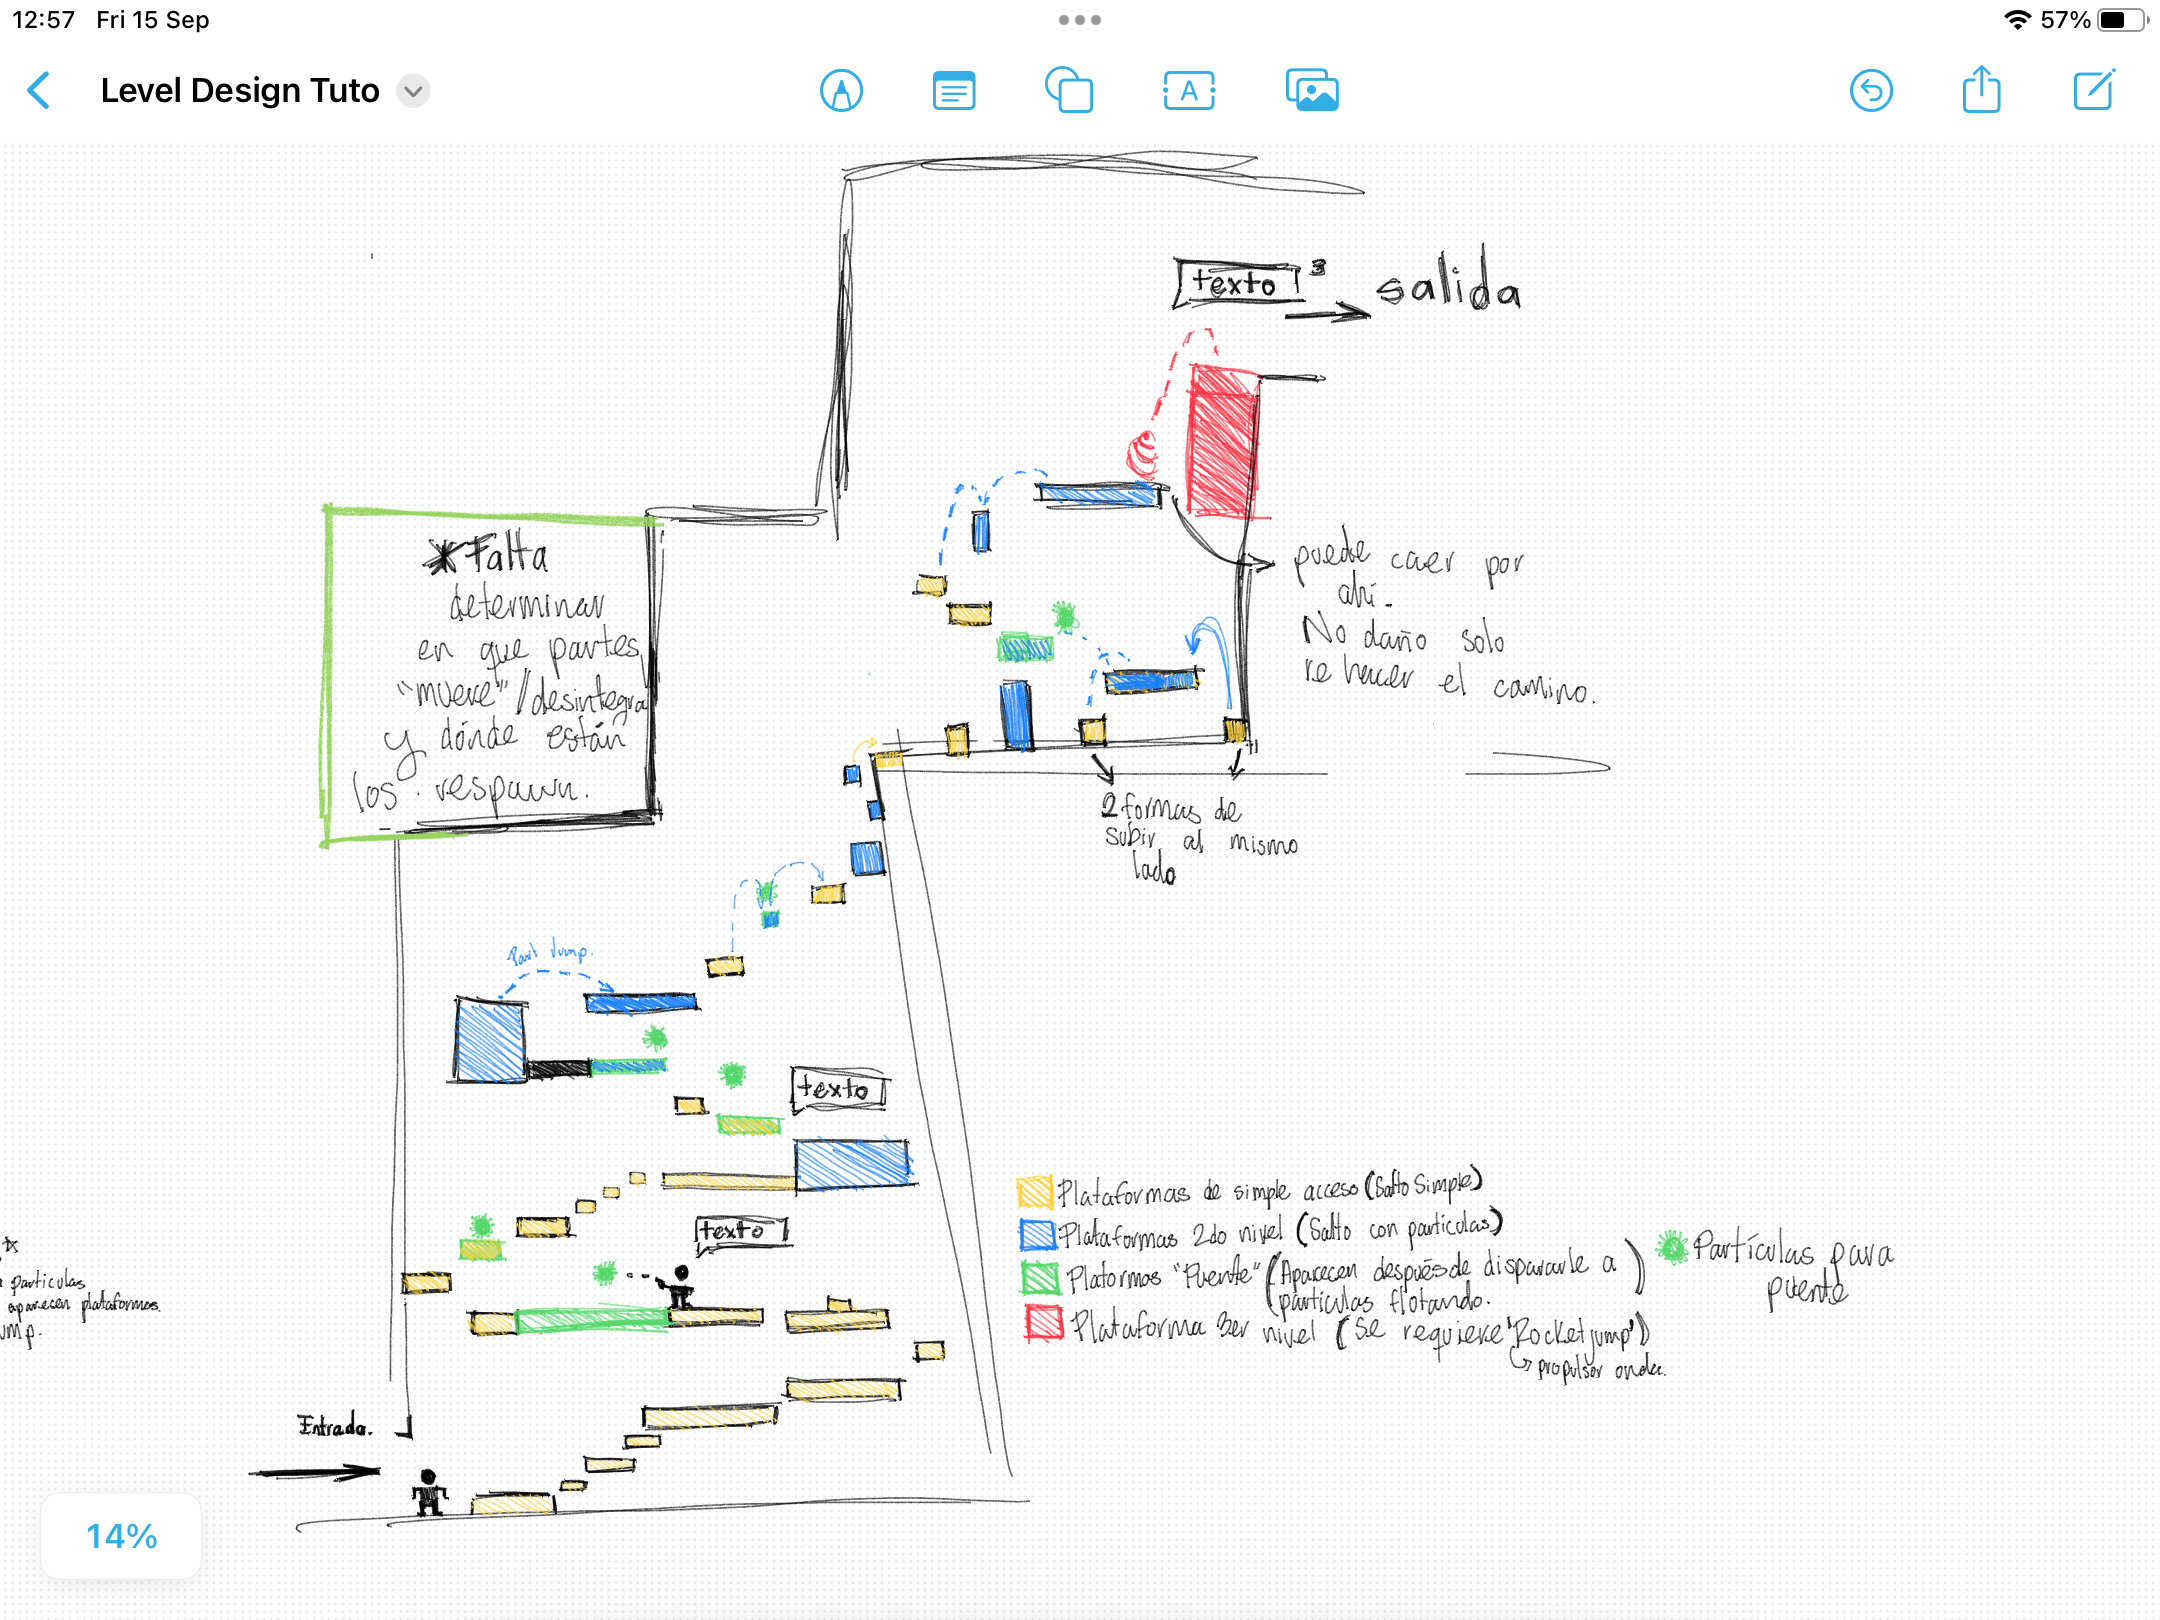 12:57 Fri 15 Sep
57%
Level Design Tuto
A
texto 3
salida
*Falta
determinar
en que partes
"muere"/desintegra
y dónde están
los respawn.
puede caer por
ahí.
No daño solo
re hacer el camino.
2 formas de
subir al mismo
lado
Part Jump.
texto
texto
Plataformas de simple acceso (Salto Simple)
Plataformas 2do nivel (Salto con partículas)
Plataformas "Puente" (Aparecen después de dispararle a
partículas flotando.)
Plataforma 3er nivel (se requiere "Rocket jump")
propulsor onda.
Partículas para
puente
particulas
aparecen plataformas.
ump.
Entrada.
14%